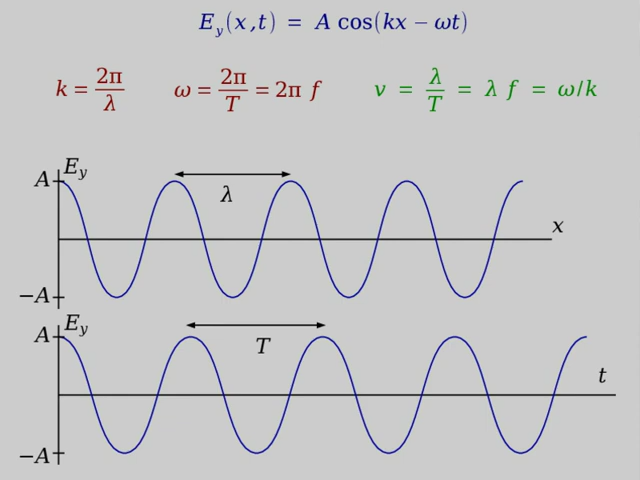 E_y(x,t) = A cos(kx − ωt)
k = 2π/λ ω = 2π/T = 2π f v = λ/T = λ f = ω/k
E_y
A
λ
x
−A
E_y
A
T
t
−A